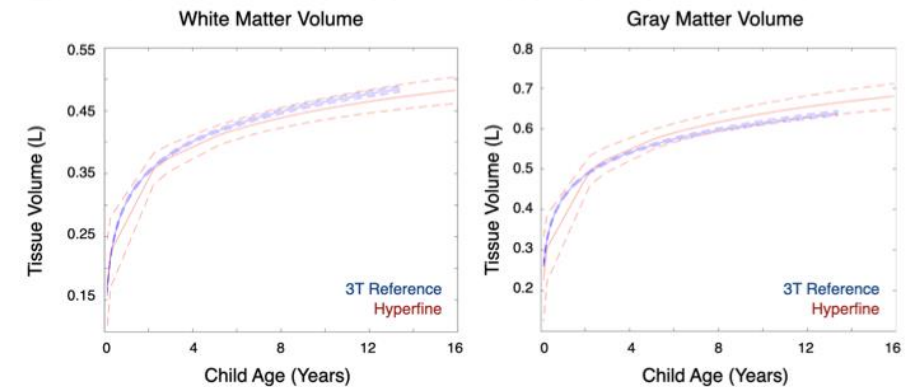 White Matter Volume
Gray Matter Volume
Tissue Volume (L)
0.55
0.45
0.35
0.25
0.15
3T Reference
Hyperfine
0 4 8 12 16
Child Age (Years)
Tissue Volume (L)
0.8
0.7
0.6
0.5
0.4
0.3
0.2
3T Reference
Hyperfine
0 4 8 12 16
Child Age (Years)